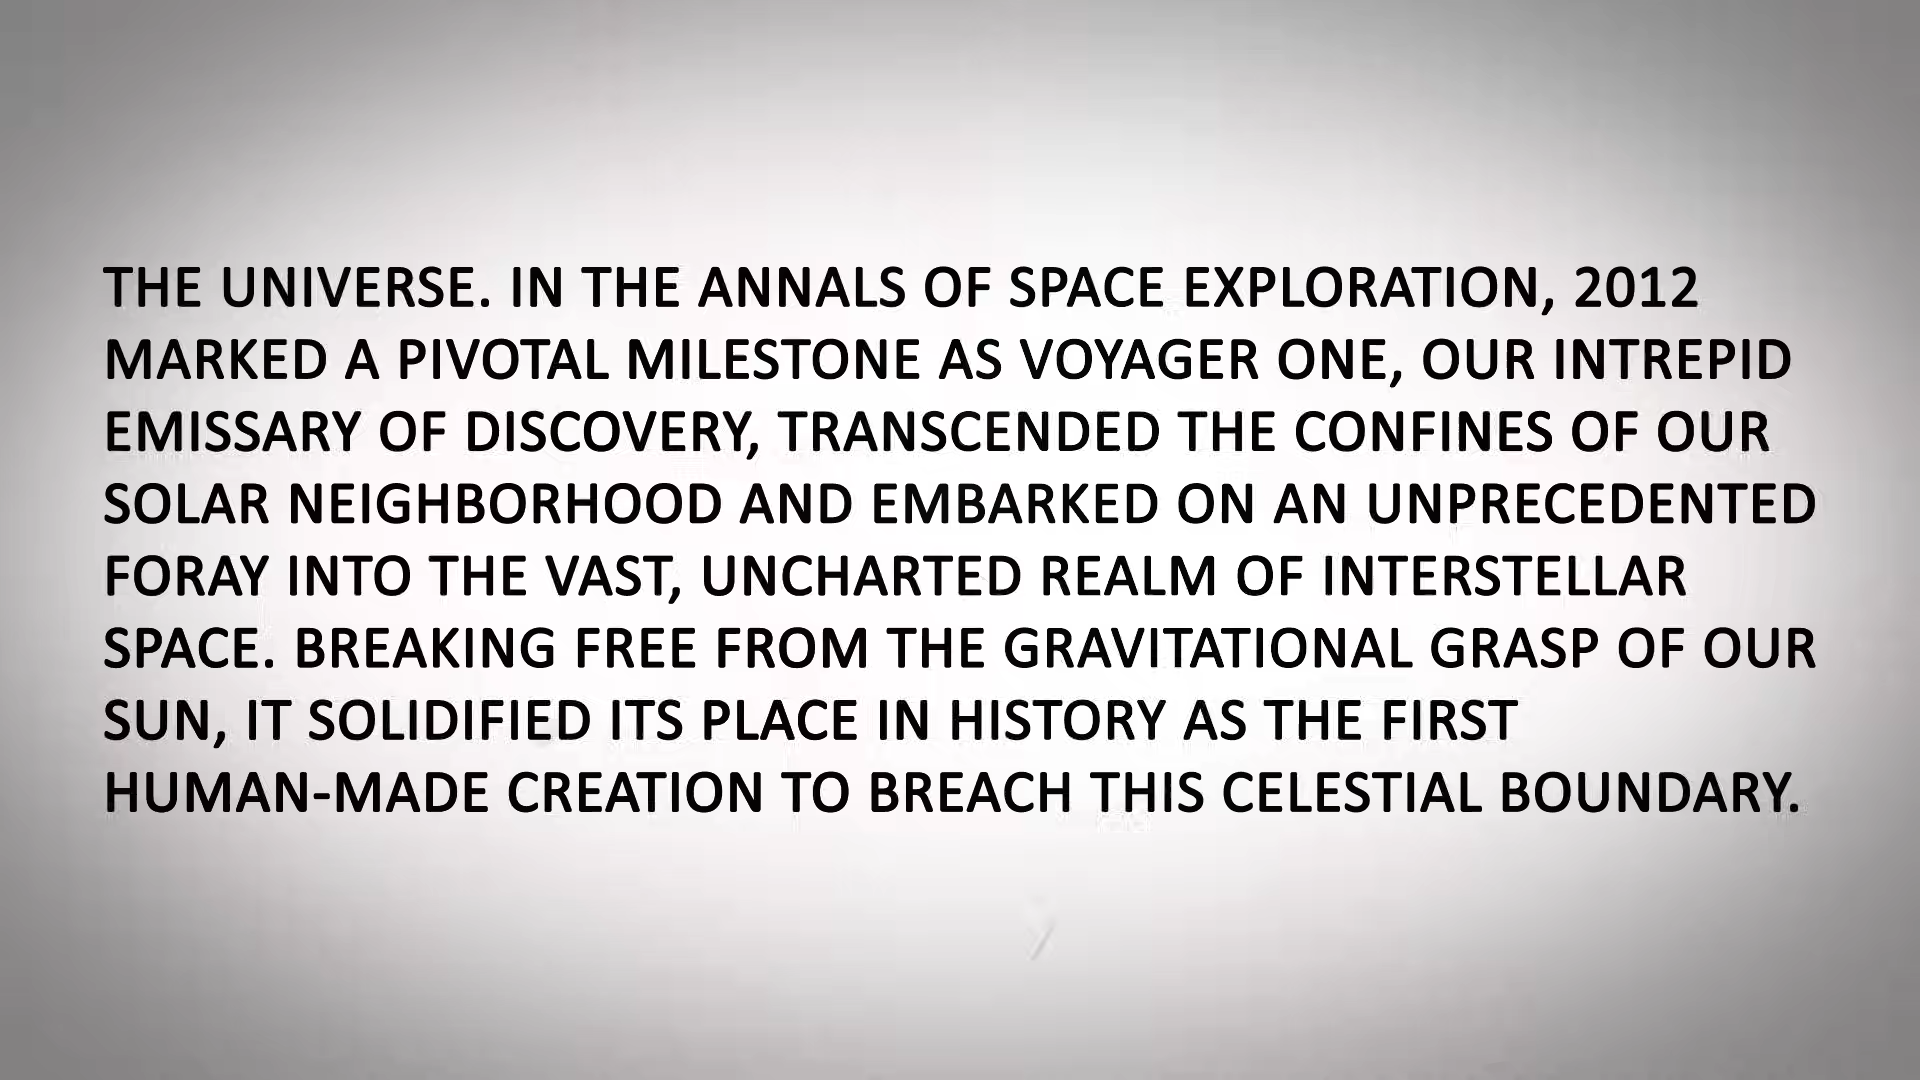 THE UNIVERSE. IN THE ANNALS OF SPACE EXPLORATION, 2012
MARKED A PIVOTAL MILESTONE AS VOYAGER ONE, OUR INTREPID
EMISSARY OF DISCOVERY, TRANSCENDED THE CONFINES OF OUR
SOLAR NEIGHBORHOOD AND EMBARKED ON AN UNPRECEDENTED
FORAY INTO THE VAST, UNCHARTED REALM OF INTERSTELLAR
SPACE. BREAKING FREE FROM THE GRAVITATIONAL GRASP OF OUR
SUN, IT SOLIDIFIED ITS PLACE IN HISTORY AS THE FIRST
HUMAN-MADE CREATION TO BREACH THIS CELESTIAL BOUNDARY.